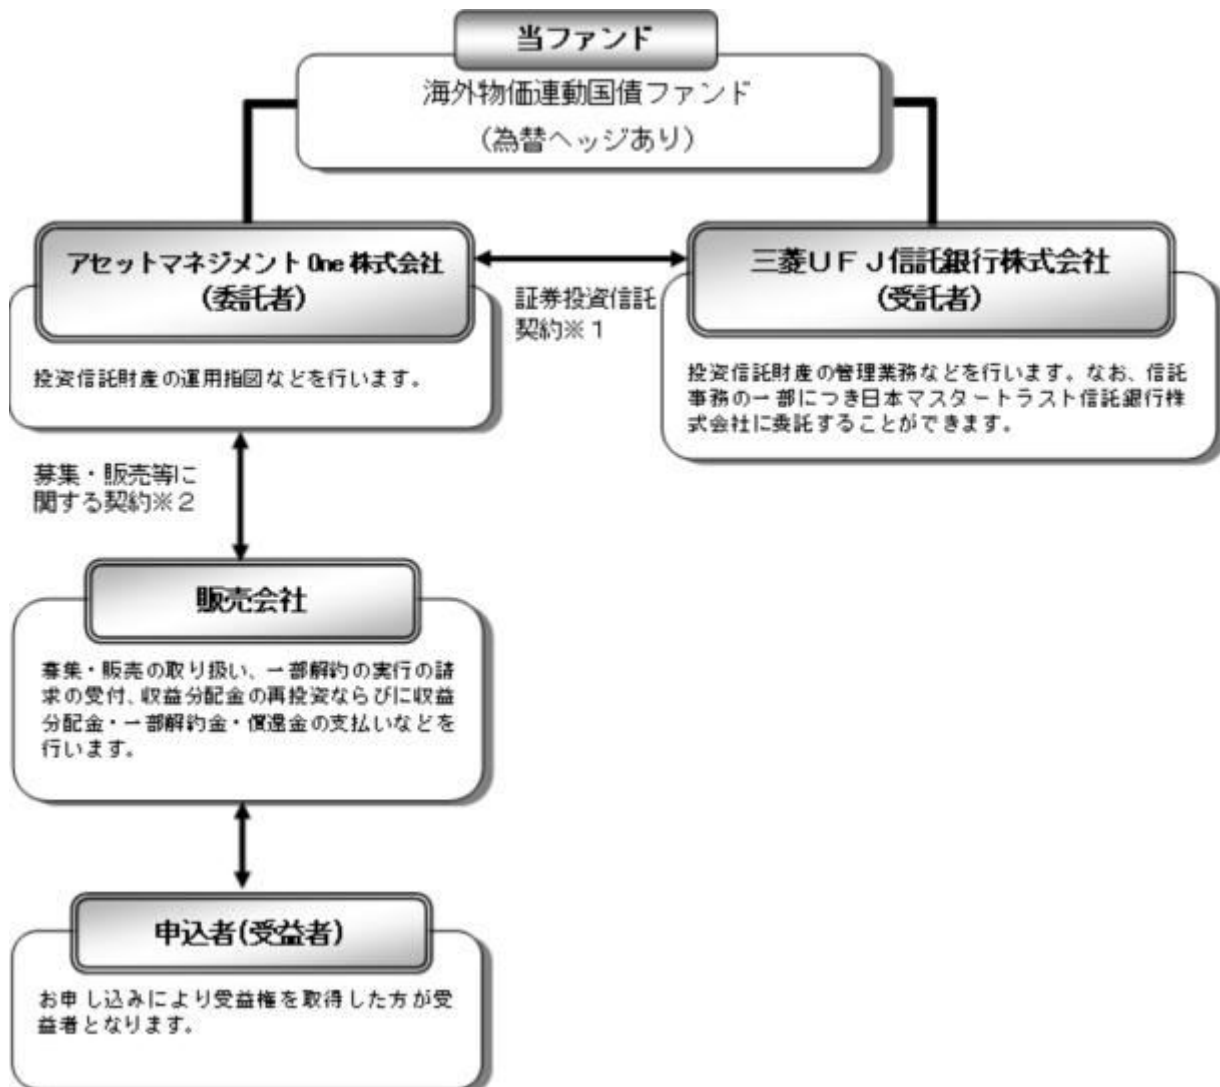 当ファンド
海外物価連動国債ファンド
(為替ヘッジあり)
アセットマネジメントOne株式会社
(委託者)
投資信託財産の運用指図などを行います。
証券投資信託
契約※1
三菱UFJ信託銀行株式会社
(受託者)
投資信託財産の管理業務などを行います。なお、信託
事務の一部につき日本マスタートラスト信託銀行株
式会社に委託することができます。
募集・販売等に
関する契約※2
販売会社
募集・販売の取り扱い、一部解約の実行の請
求の受付、収益分配金の再投資ならびに収益
分配金・一部解約金・償還金の支払いなどを
行います。
申込者(受益者)
お申し込みにより受益権を取得した方が受
益者となります。